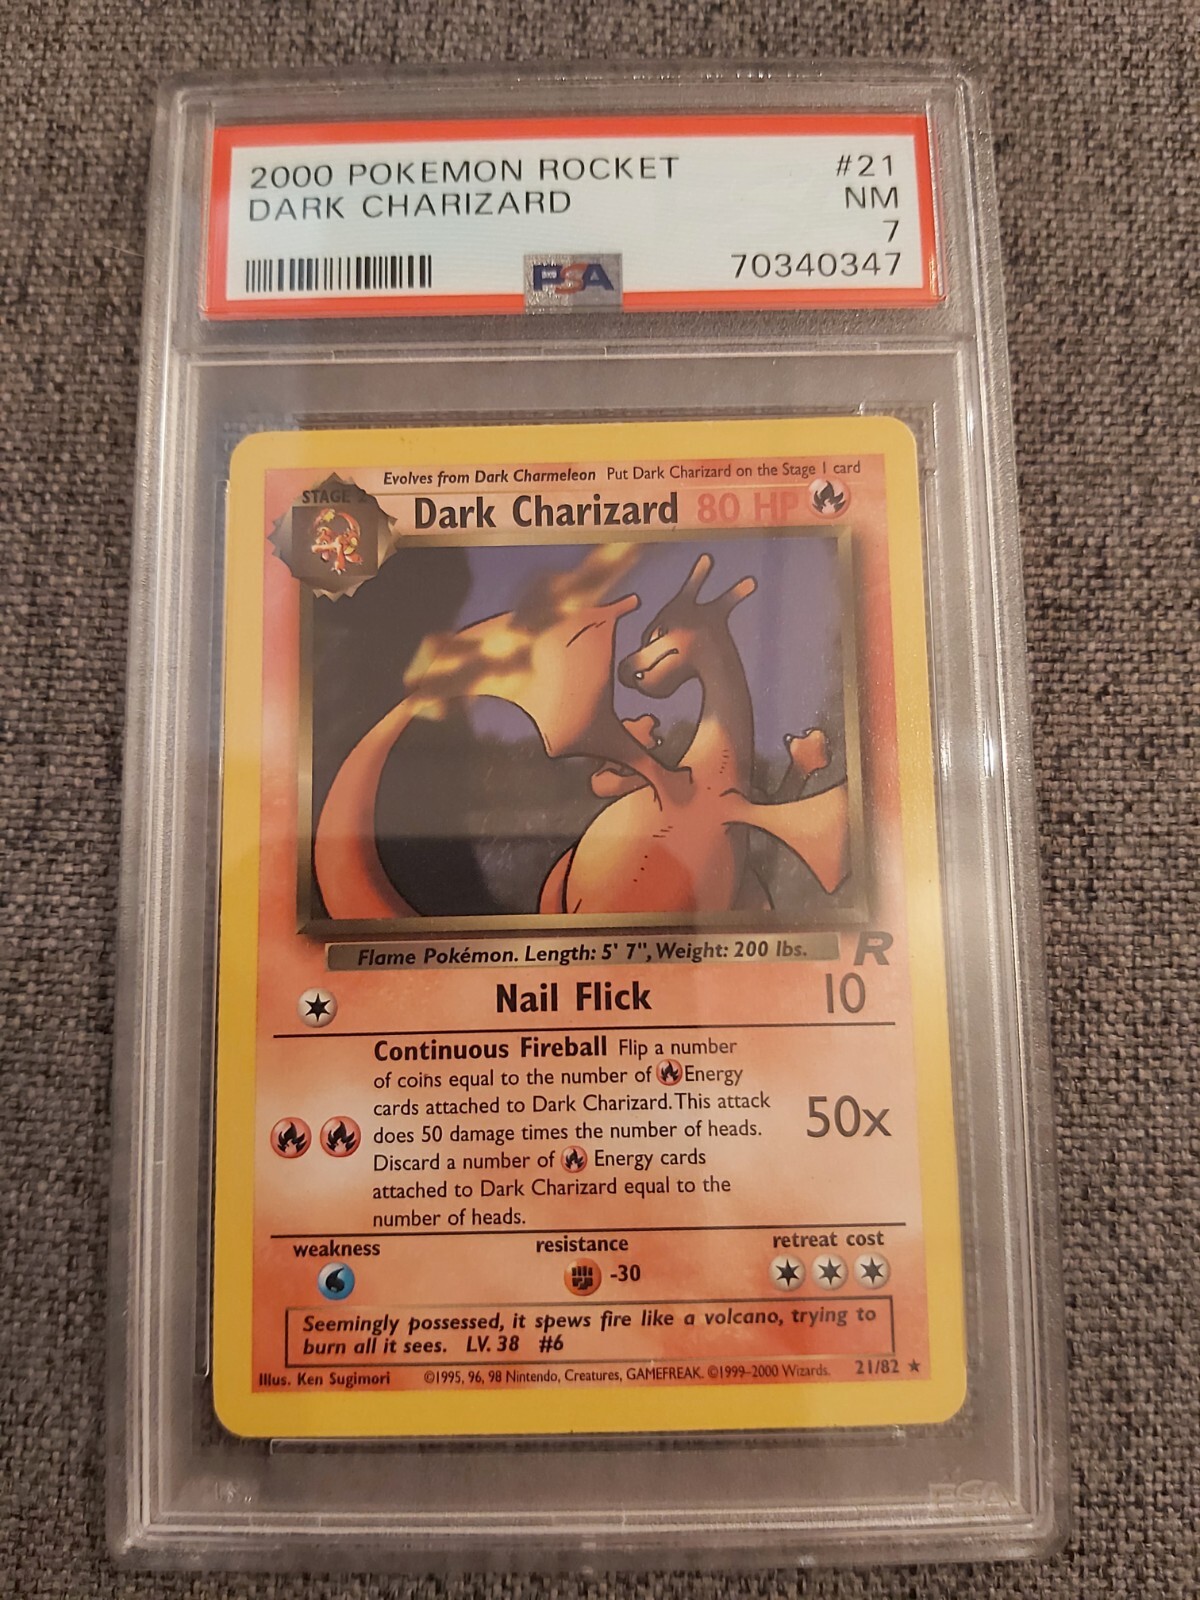 2000 POKEMON ROCKET #21
DARK CHARIZARD NM
7
PSA 70340347
Evolves from Dark Charmeleon Put Dark Charizard on the Stage 1 card
STAGE 2
Dark Charizard 80 HP
Flame Pokémon. Length: 5' 7", Weight: 200 lbs. R
Nail Flick 10
Continuous Fireball Flip a number
of coins equal to the number of Energy
cards attached to Dark Charizard. This attack
does 50 damage times the number of heads.
Discard a number of Energy cards
attached to Dark Charizard equal to the
number of heads.
50x
weakness resistance retreat cost
-30
Seemingly possessed, it spews fire like a volcano, trying to
burn all it sees. LV. 38 #6
Illus. Ken Sugimori ©1995, 96, 98 Nintendo, Creatures, GAMEFREAK. ©1999-2000 Wizards. 21/82 ★
PSA